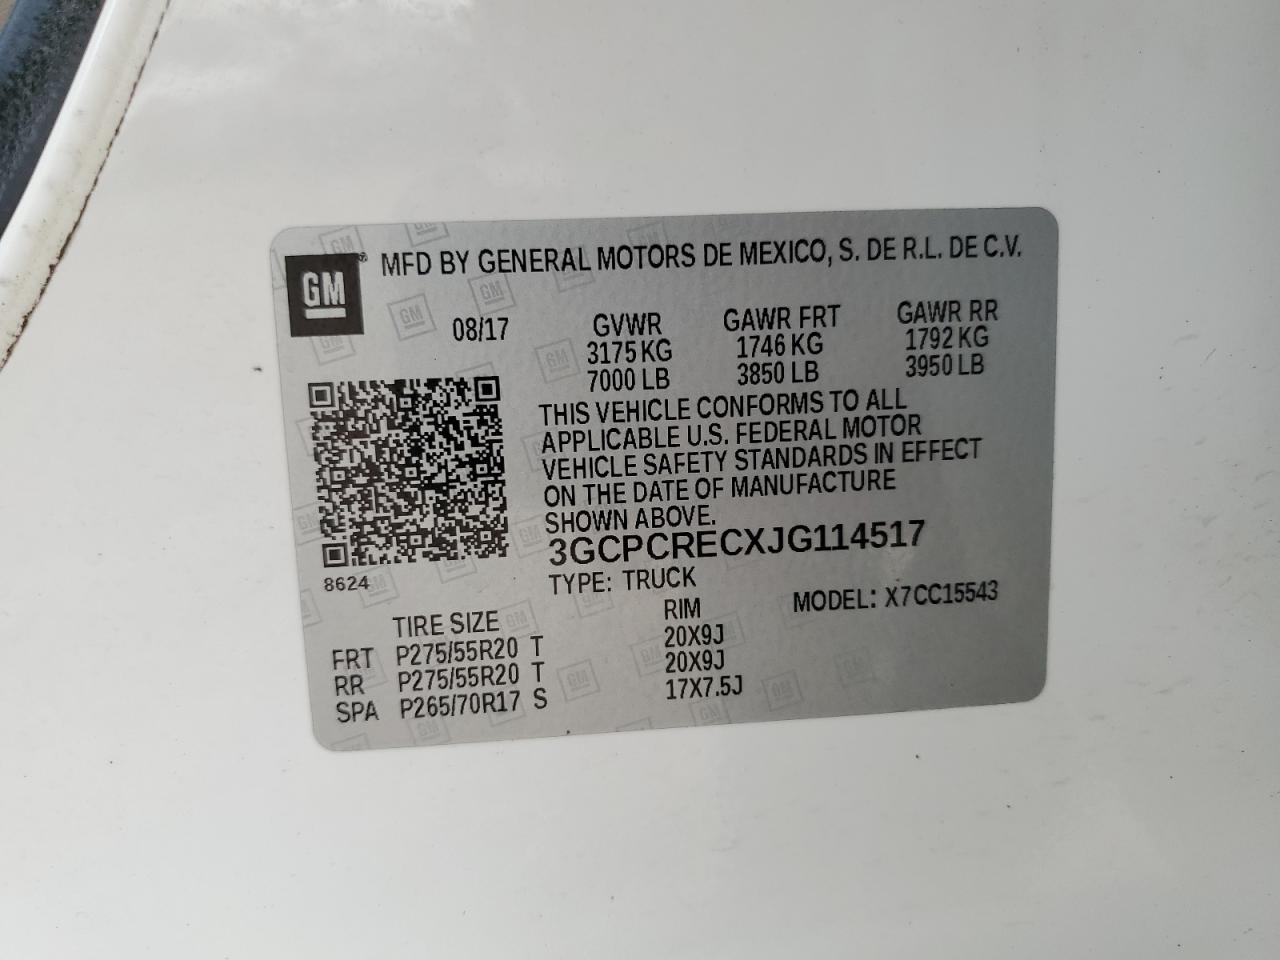 GM
MFD BY GENERAL MOTORS DE MEXICO, S. DE R.L. DE C.V.
08/17 GVWR GAWR FRT GAWR RR
3175 KG 1746 KG 1792 KG
7000 LB 3850 LB 3950 LB
THIS VEHICLE CONFORMS TO ALL
APPLICABLE U.S. FEDERAL MOTOR
VEHICLE SAFETY STANDARDS IN EFFECT
ON THE DATE OF MANUFACTURE
SHOWN ABOVE.
3GCPCRECXJG114517
8624
TYPE: TRUCK
MODEL: X7CC15543
TIRE SIZE RIM
FRT P275/55R20 T 20X9J
RR P275/55R20 T 20X9J
SPA P265/70R17 S 17X7.5J